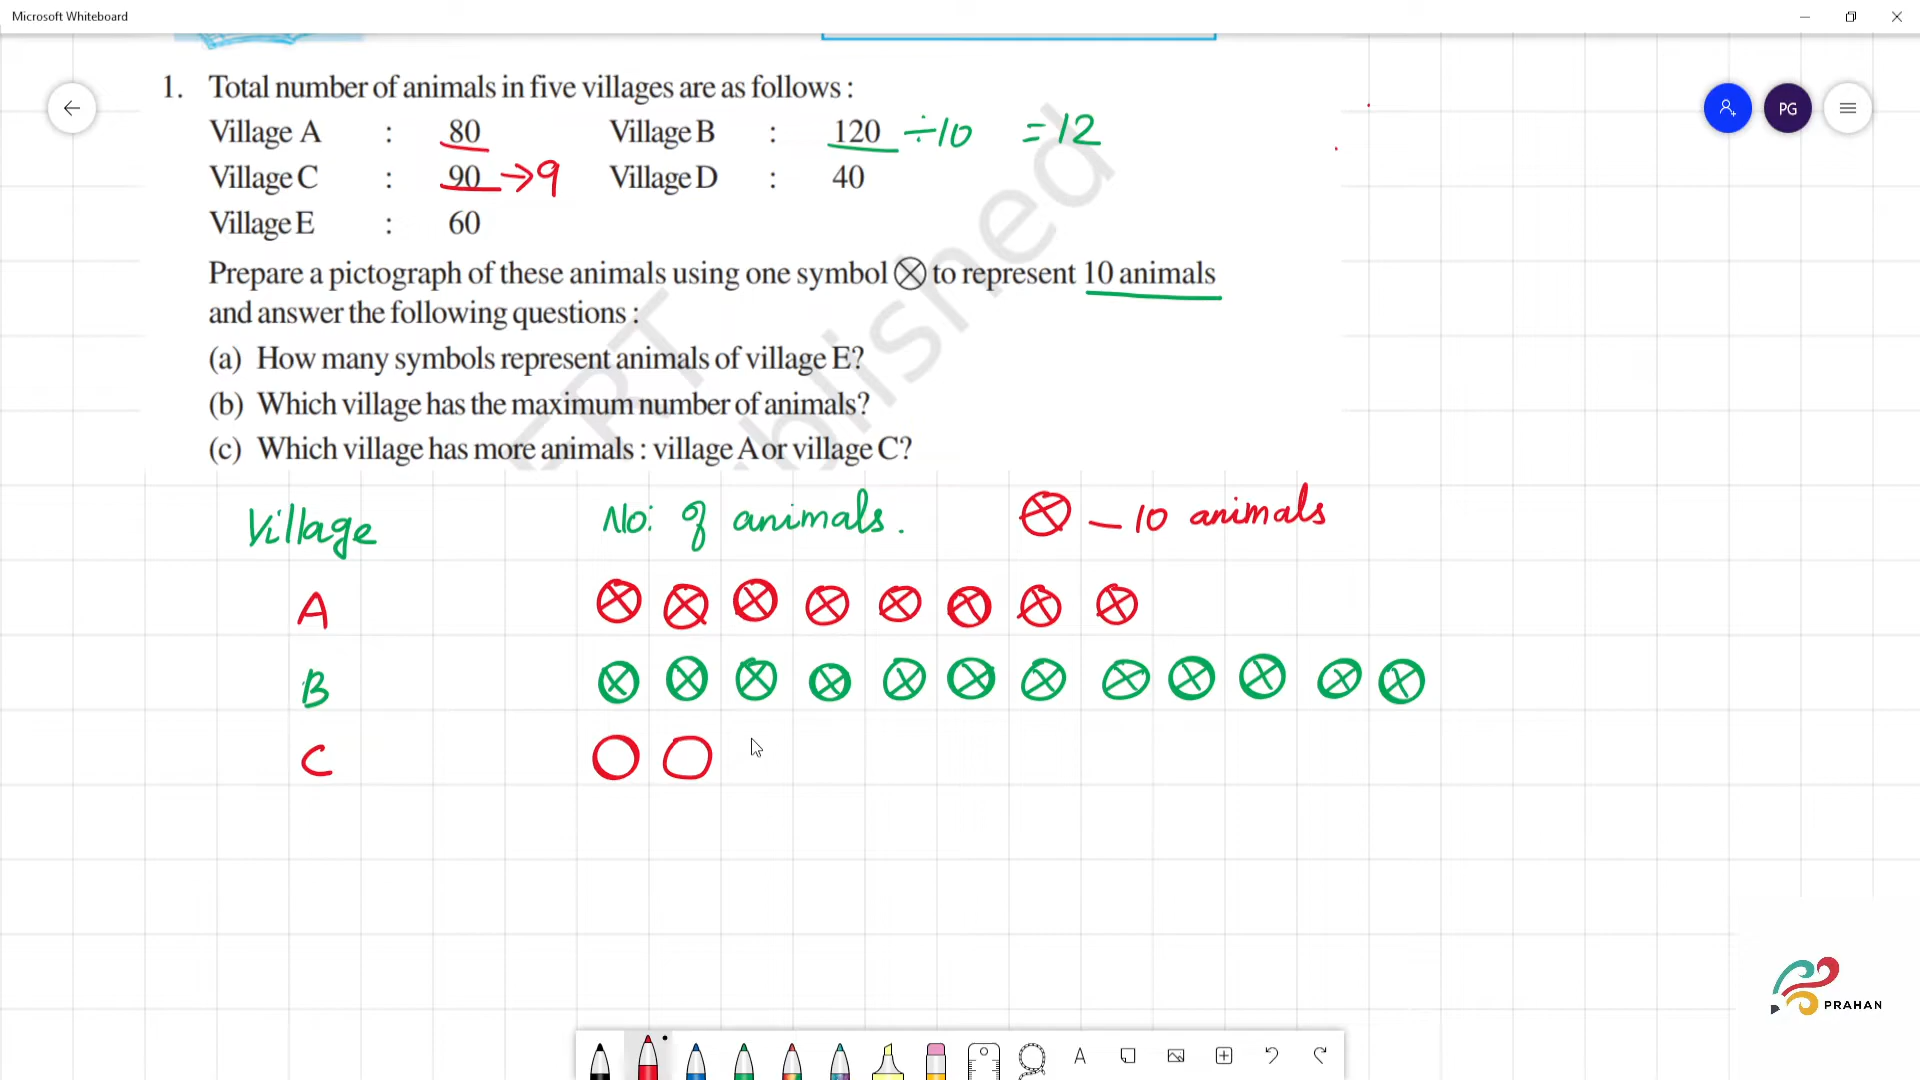 Microsoft Whiteboard
PG
1. Total number of animals in five villages are as follows :
Village A : 80 Village B : 120 ÷10 = 12
Village C : 90 →9 Village D : 40
Village E : 60
Prepare a pictograph of these animals using one symbol ⊗ to represent 10 animals
and answer the following questions :
(a) How many symbols represent animals of village E?
(b) Which village has the maximum number of animals?
(c) Which village has more animals : village A or village C?
Village No: of animals. ⊗ — 10 animals
A ⊗ ⊗ ⊗ ⊗ ⊗ ⊗ ⊗ ⊗
B ⊗ ⊗ ⊗ ⊗ ⊗ ⊗ ⊗ ⊗ ⊗ ⊗ ⊗ ⊗
C ○ ○
PRAHAN
A